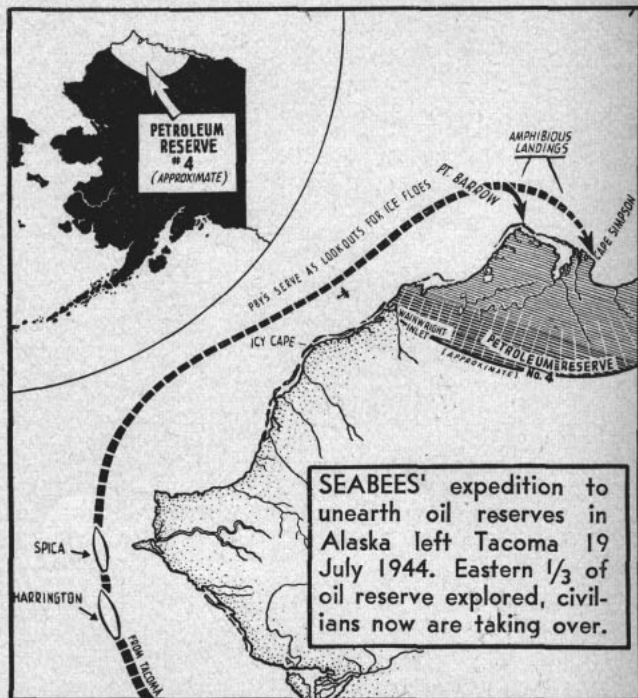 PETROLEUM
RESERVE
#4
(APPROXIMATE)
AMPHIBIOUS
LANDINGS
PT. BARROW
CAPE SIMPSON
PBY'S SERVE AS LOOKOUTS FOR ICE FLOES
WAINWRIGHT
INLET
PETROLEUM RESERVE
(APPROXIMATE) No. 4
ICY CAPE
SPICA
HARRINGTON
FROM TACOMA
SEABEES' expedition to
unearth oil reserves in
Alaska left Tacoma 19
July 1944. Eastern 1/3 of
oil reserve explored, civil-
ians now are taking over.